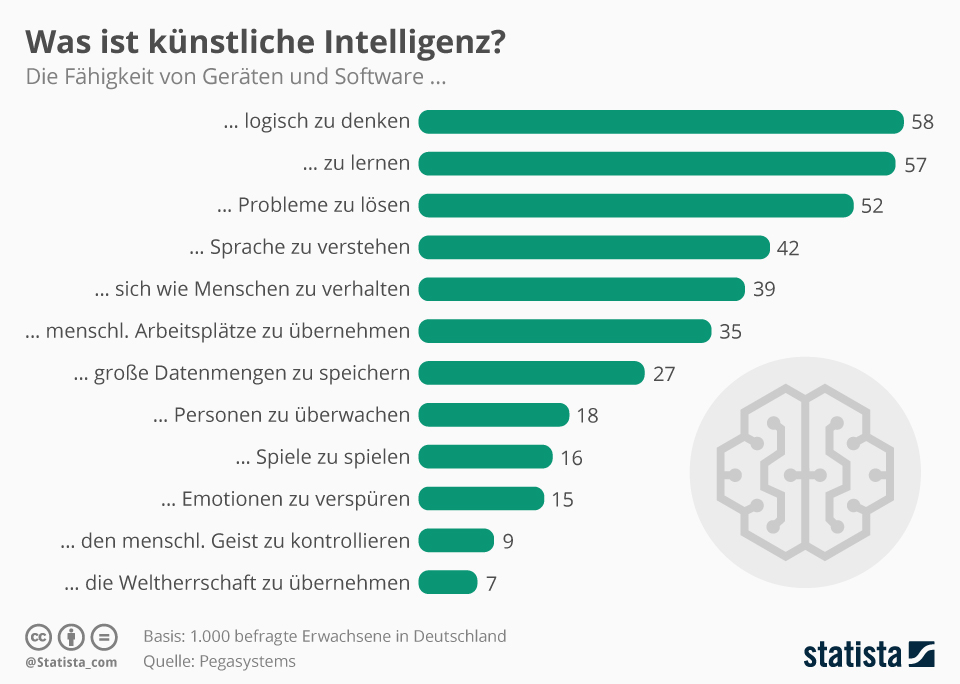 Was ist künstliche Intelligenz?
Die Fähigkeit von Geräten und Software ...
... logisch zu denken 58
... zu lernen 57
... Probleme zu lösen 52
... Sprache zu verstehen 42
... sich wie Menschen zu verhalten 39
... menschl. Arbeitsplätze zu übernehmen 35
... große Datenmengen zu speichern 27
... Personen zu überwachen 18
... Spiele zu spielen 16
... Emotionen zu verspüren 15
... den menschl. Geist zu kontrollieren 9
... die Weltherrschaft zu übernehmen 7
cc Basis: 1.000 befragte Erwachsene in Deutschland
@Statista_com Quelle: Pegasystems
statista